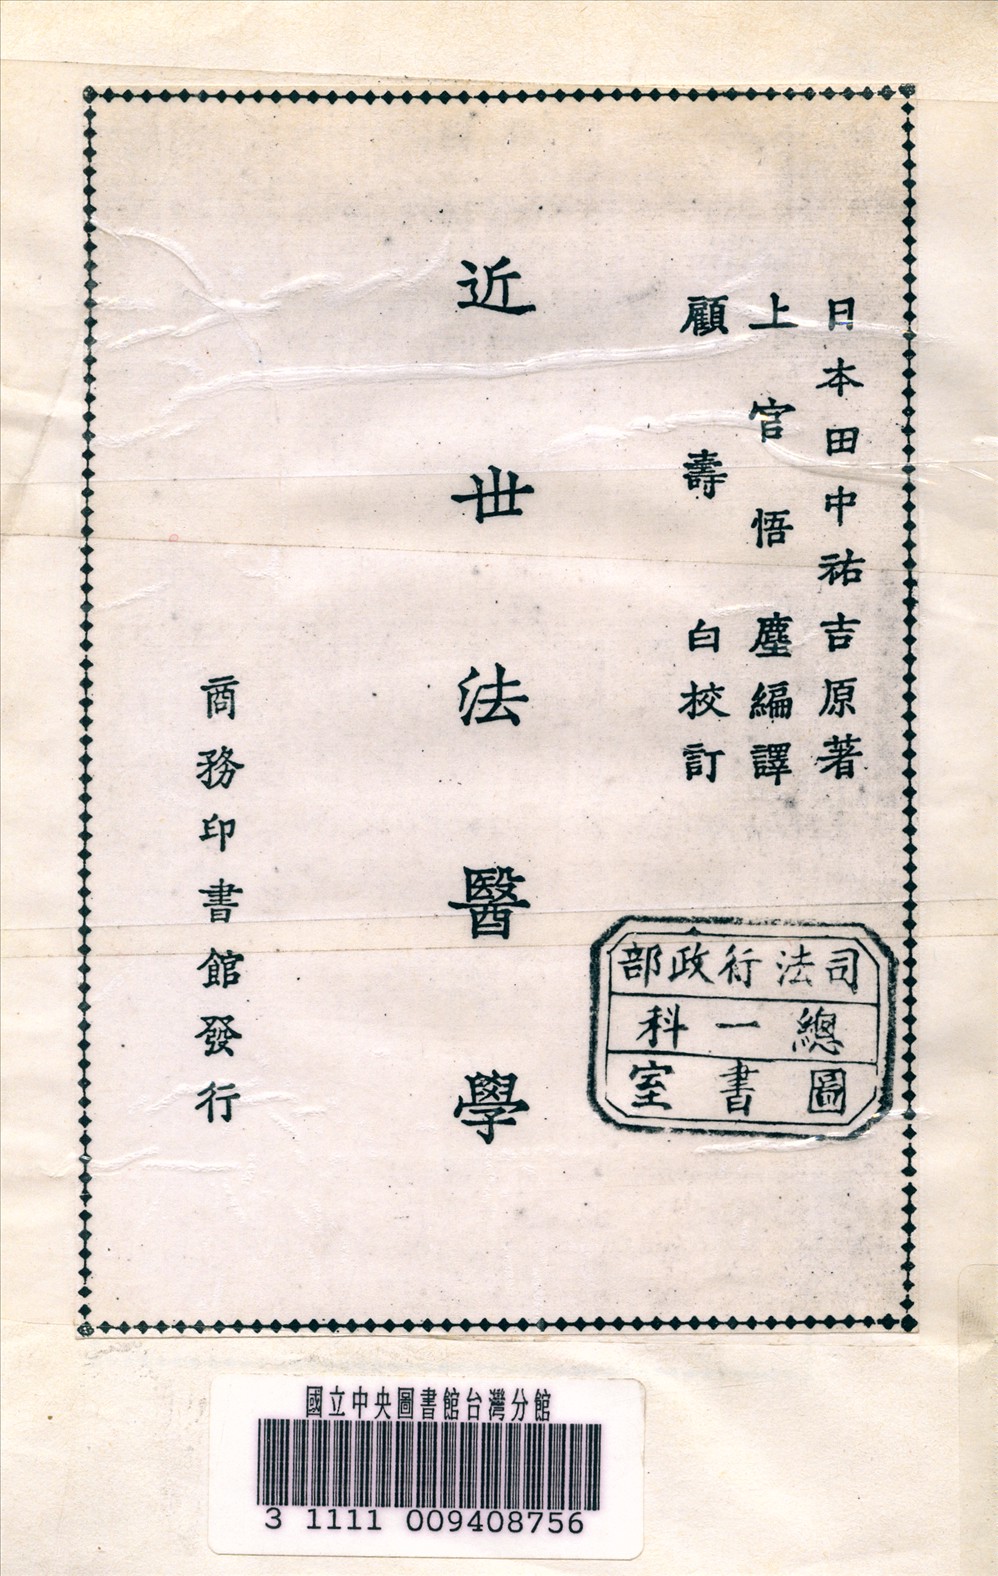 日本田中祐吉原著
上官悟塵編譯
顧壽白校訂
近世法醫學
商務印書館發行
司法行政部
總一科
圖書室
國立中央圖書館台灣分館
3 1111 009408756